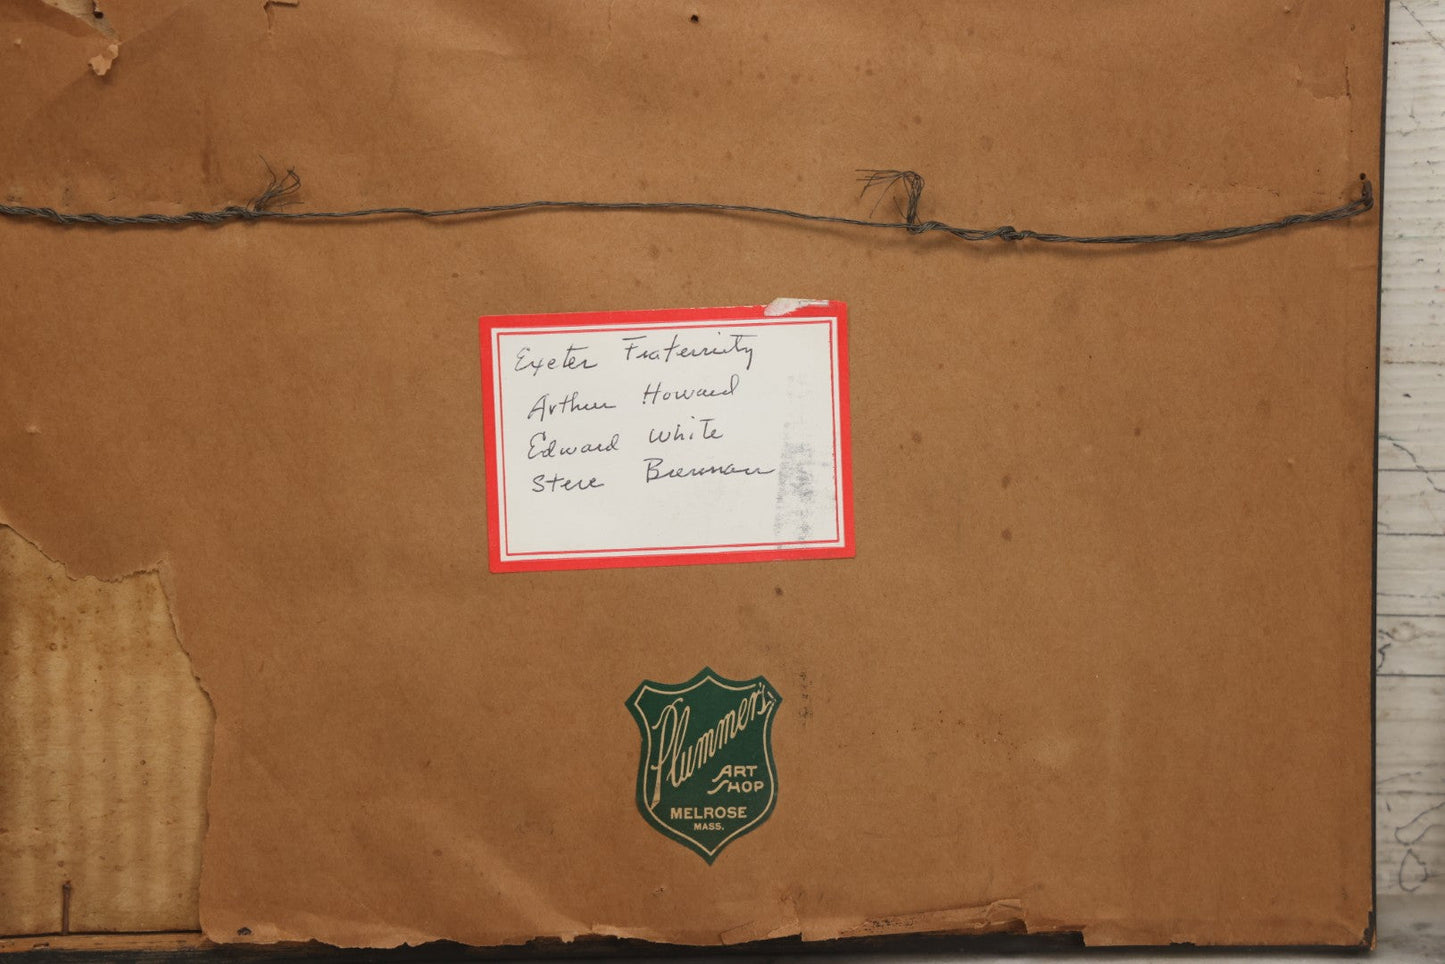 Exeter Fraternity
Arthur Howard
Edward White
Steve Brennan
Plummer's
ART
SHOP
MELROSE
MASS.